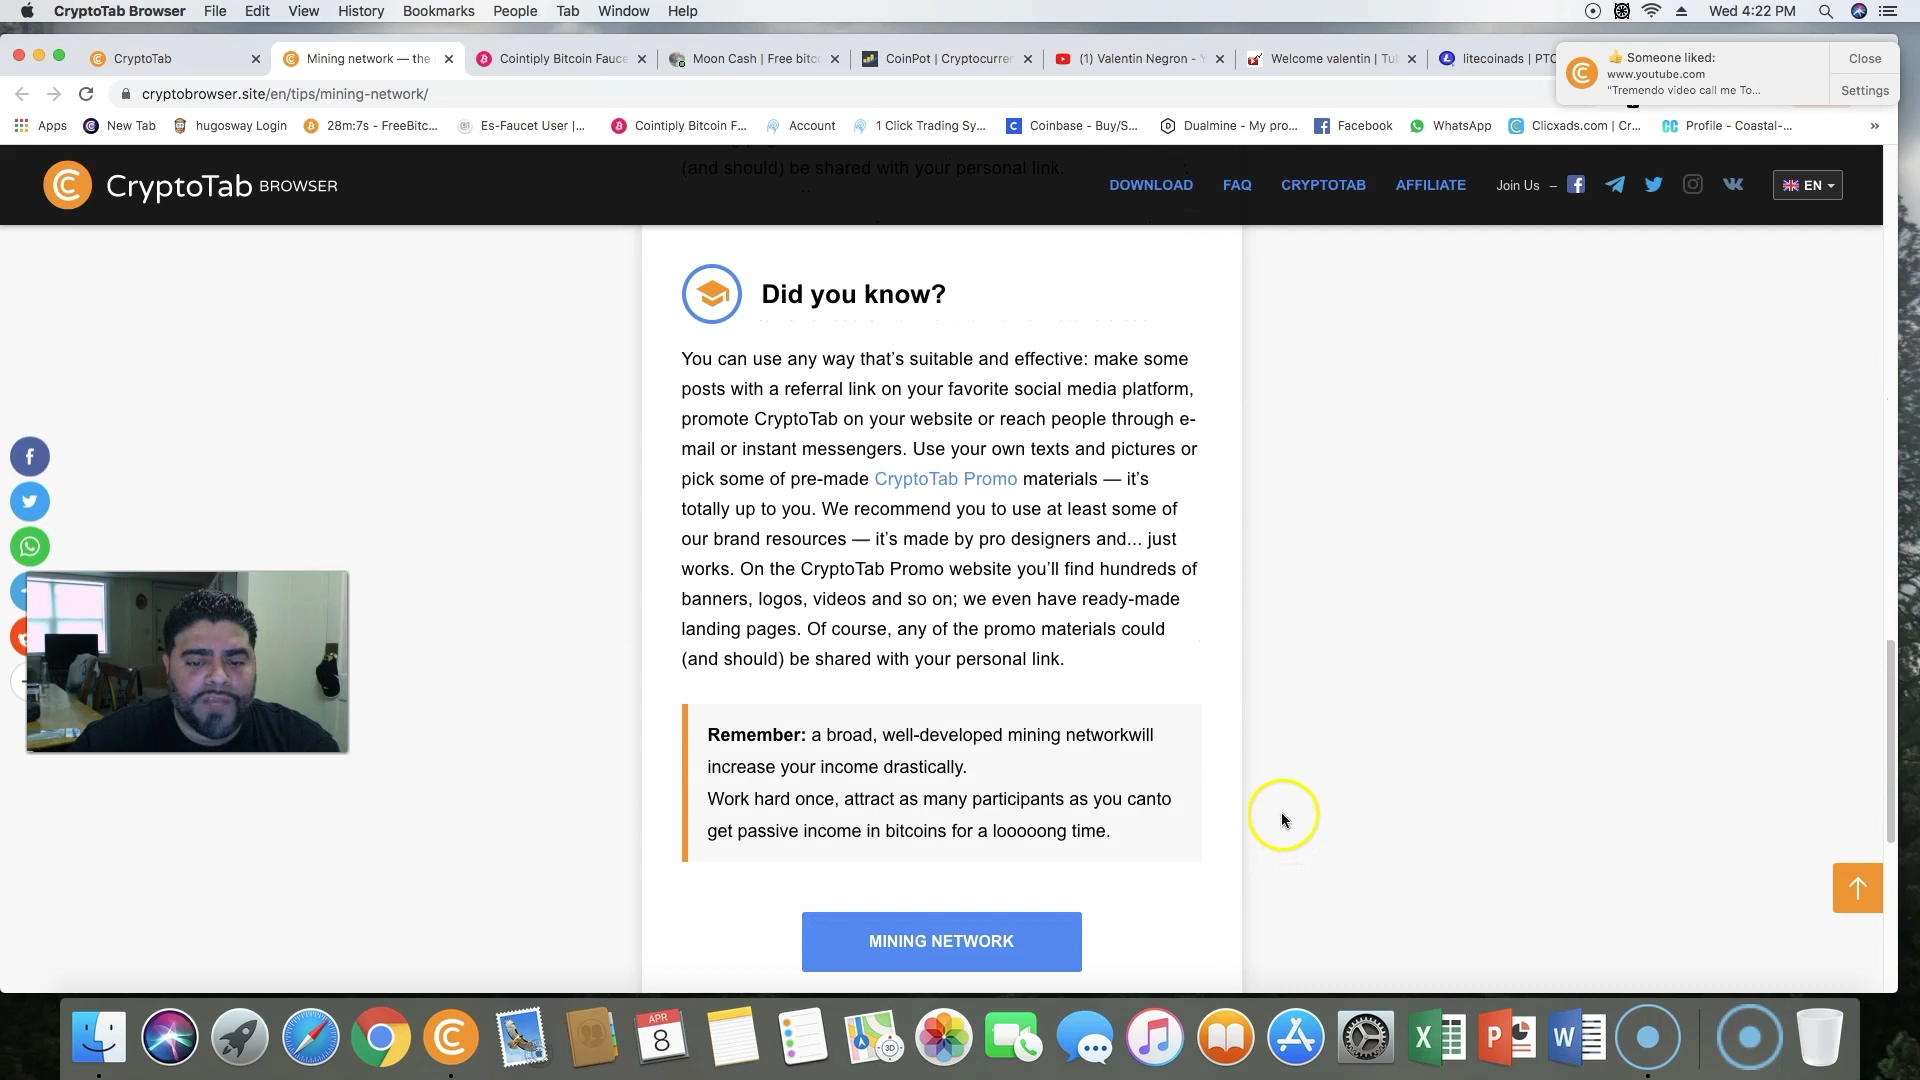 CryptoTab Browser File Edit View History Bookmarks People Tab Window Help Wed 4:22 PM
CryptoTab Mining network — the Cointiply Bitcoin Fauce Moon Cash | Free bitco CoinPot | Cryptocurren (1) Valentin Negron - Y Welcome valentin | Tu litecoinads | PTC
👍 Someone liked: Close
www.youtube.com
"Tremendo video call me To... Settings
cryptobrowser.site/en/tips/mining-network/
Apps New Tab hugosway Login 28m:7s - FreeBitc... Es-Faucet User |... Cointiply Bitcoin F... Account 1 Click Trading Sy... Coinbase - Buy/S... Dualmine - My pro... Facebook WhatsApp Clicxads.com | Cr... Profile - Coastal-... »
(and should) be shared with your personal link.
CryptoTab BROWSER DOWNLOAD FAQ CRYPTOTAB AFFILIATE Join Us – EN
Did you know?
You can use any way that's suitable and effective: make some
posts with a referral link on your favorite social media platform,
promote CryptoTab on your website or reach people through e-
mail or instant messengers. Use your own texts and pictures or
pick some of pre-made CryptoTab Promo materials — it's
totally up to you. We recommend you to use at least some of
our brand resources — it's made by pro designers and... just
works. On the CryptoTab Promo website you'll find hundreds of
banners, logos, videos and so on; we even have ready-made
landing pages. Of course, any of the promo materials could
(and should) be shared with your personal link.
Remember: a broad, well-developed mining networkwill
increase your income drastically.
Work hard once, attract as many participants as you canto
get passive income in bitcoins for a looooong time.
MINING NETWORK
APR
8
3D